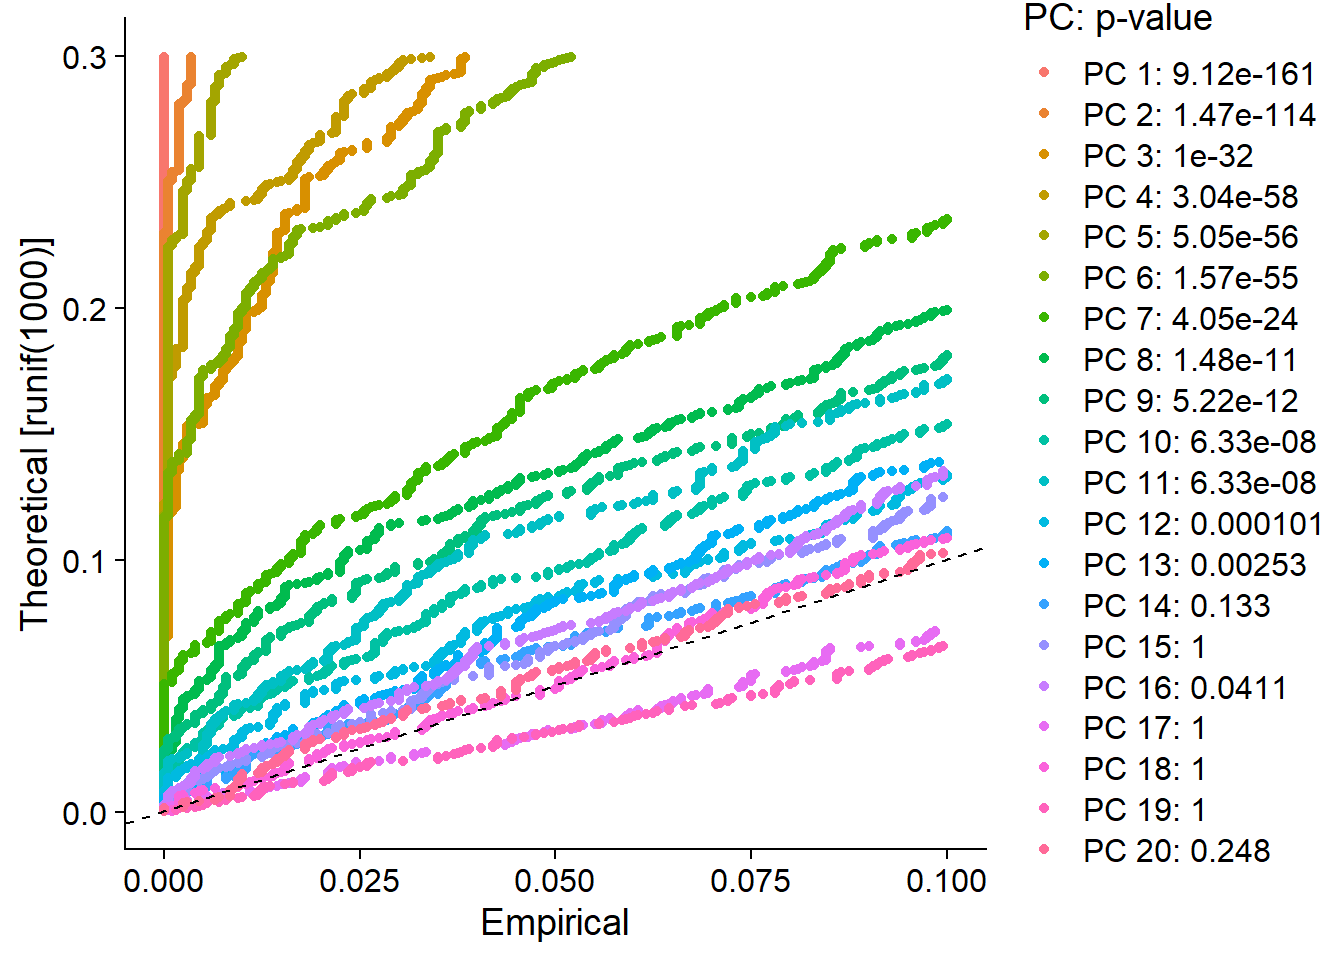 PC: p-value
PC 1: 9.12e-161
PC 2: 1.47e-114
PC 3: 1e-32
PC 4: 3.04e-58
PC 5: 5.05e-56
PC 6: 1.57e-55
PC 7: 4.05e-24
PC 8: 1.48e-11
PC 9: 5.22e-12
PC 10: 6.33e-08
PC 11: 6.33e-08
PC 12: 0.000101
PC 13: 0.00253
PC 14: 0.133
PC 15: 1
PC 16: 0.0411
PC 17: 1
PC 18: 1
PC 19: 1
PC 20: 0.248
Theoretical [runif(1000)]
0.3
0.2
0.1
0.0
0.000 0.025 0.050 0.075 0.100
Empirical